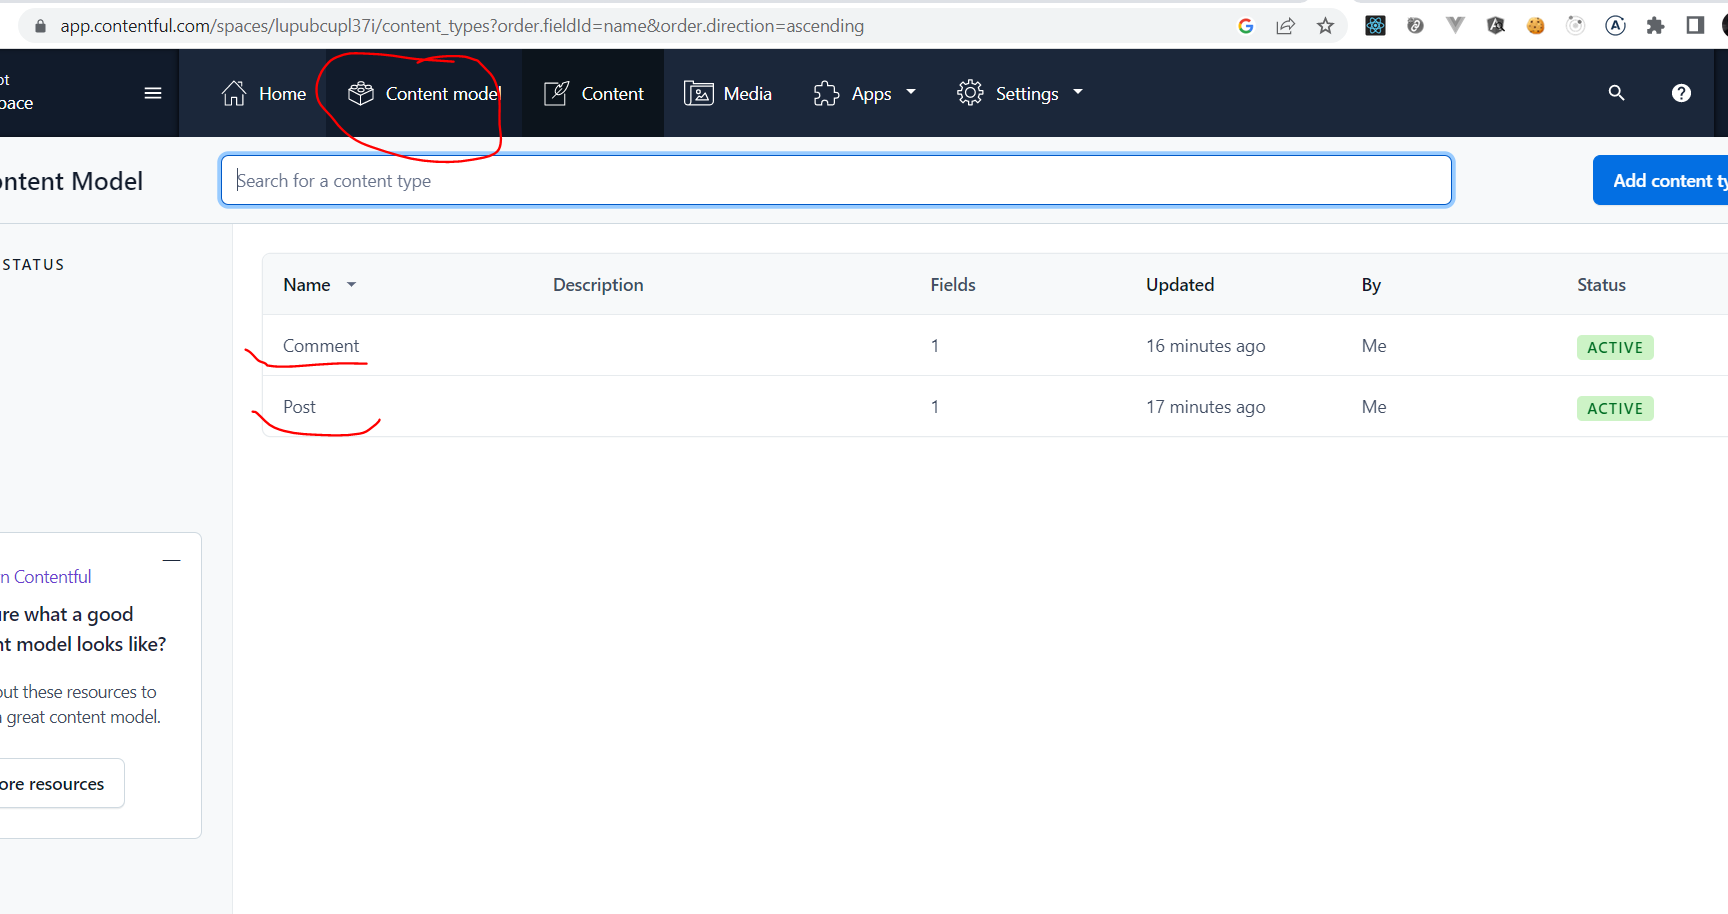 app.contentful.com/spaces/lupubcupl37i/content_types?order.fieldId=name&order.direction=ascending
ot
pace
Home
Content model
Content
Media
Apps
Settings
ontent Model
Search for a content type
Add content ty
STATUS
Name Description Fields Updated By Status
Comment 1 16 minutes ago Me ACTIVE
Post 1 17 minutes ago Me ACTIVE
n Contentful
ure what a good
nt model looks like?
out these resources to
a great content model.
ore resources